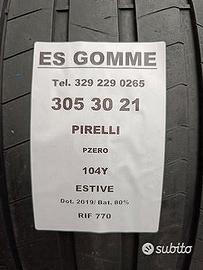 ES GOMME
Tel. 329 229 0265
305 30 21
PIRELLI
PZERO
104Y
ESTIVE
Dot. 2019/ Bat. 80%
RIF 770
subito